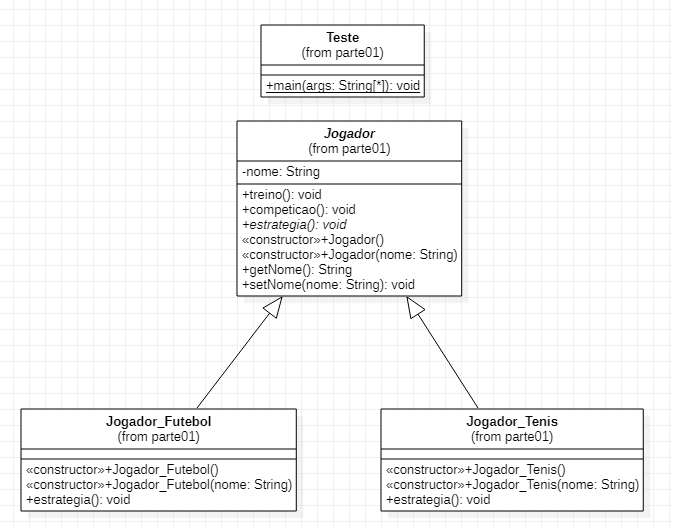 Teste
(from parte01)
+main(args: String[*]): void
Jogador
(from parte01)
-nome: String
+treino(): void
+competicao(): void
+estrategia(): void
«constructor»+Jogador()
«constructor»+Jogador(nome: String)
+getNome(): String
+setNome(nome: String): void
Jogador_Futebol
(from parte01)
«constructor»+Jogador_Futebol()
«constructor»+Jogador_Futebol(nome: String)
+estrategia(): void
Jogador_Tenis
(from parte01)
«constructor»+Jogador_Tenis()
«constructor»+Jogador_Tenis(nome: String)
+estrategia(): void